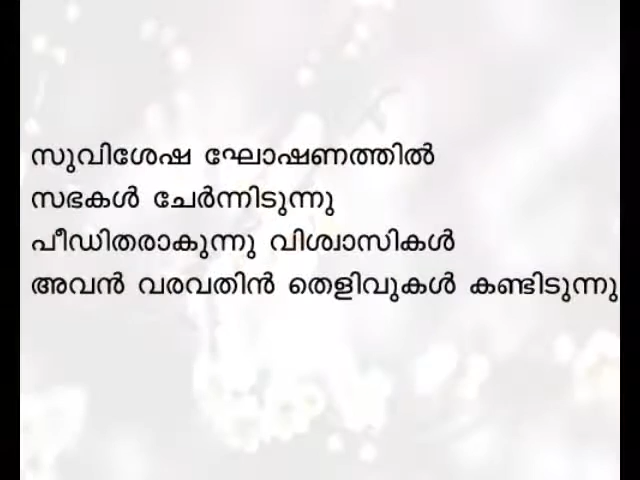 സുവിശേഷ ഘോഷണത്തിൽ
സഭകൾ ചേർന്നിടുന്നു
പീഡിതരാകുന്നു വിശ്വാസികൾ
അവൻ വരവതിൻ തെളിവുകൾ കണ്ടിടുന്നു